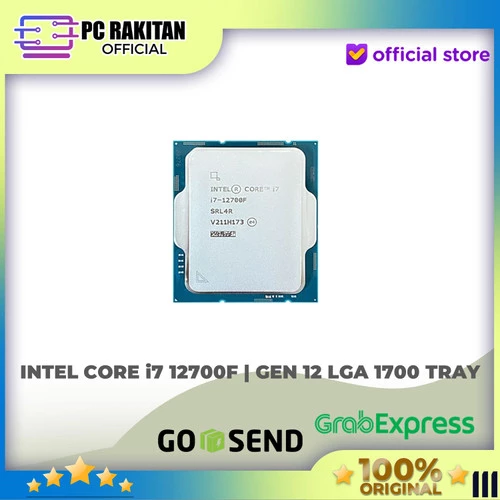 PC RAKITAN
OFFICIAL
official store
INTEL® CORE™ i7
i7-12700F
SRL4R
V211H173
INTEL CORE i7 12700F | GEN 12 LGA 1700 TRAY
GO SEND
GrabExpress
100%
ORIGINAL